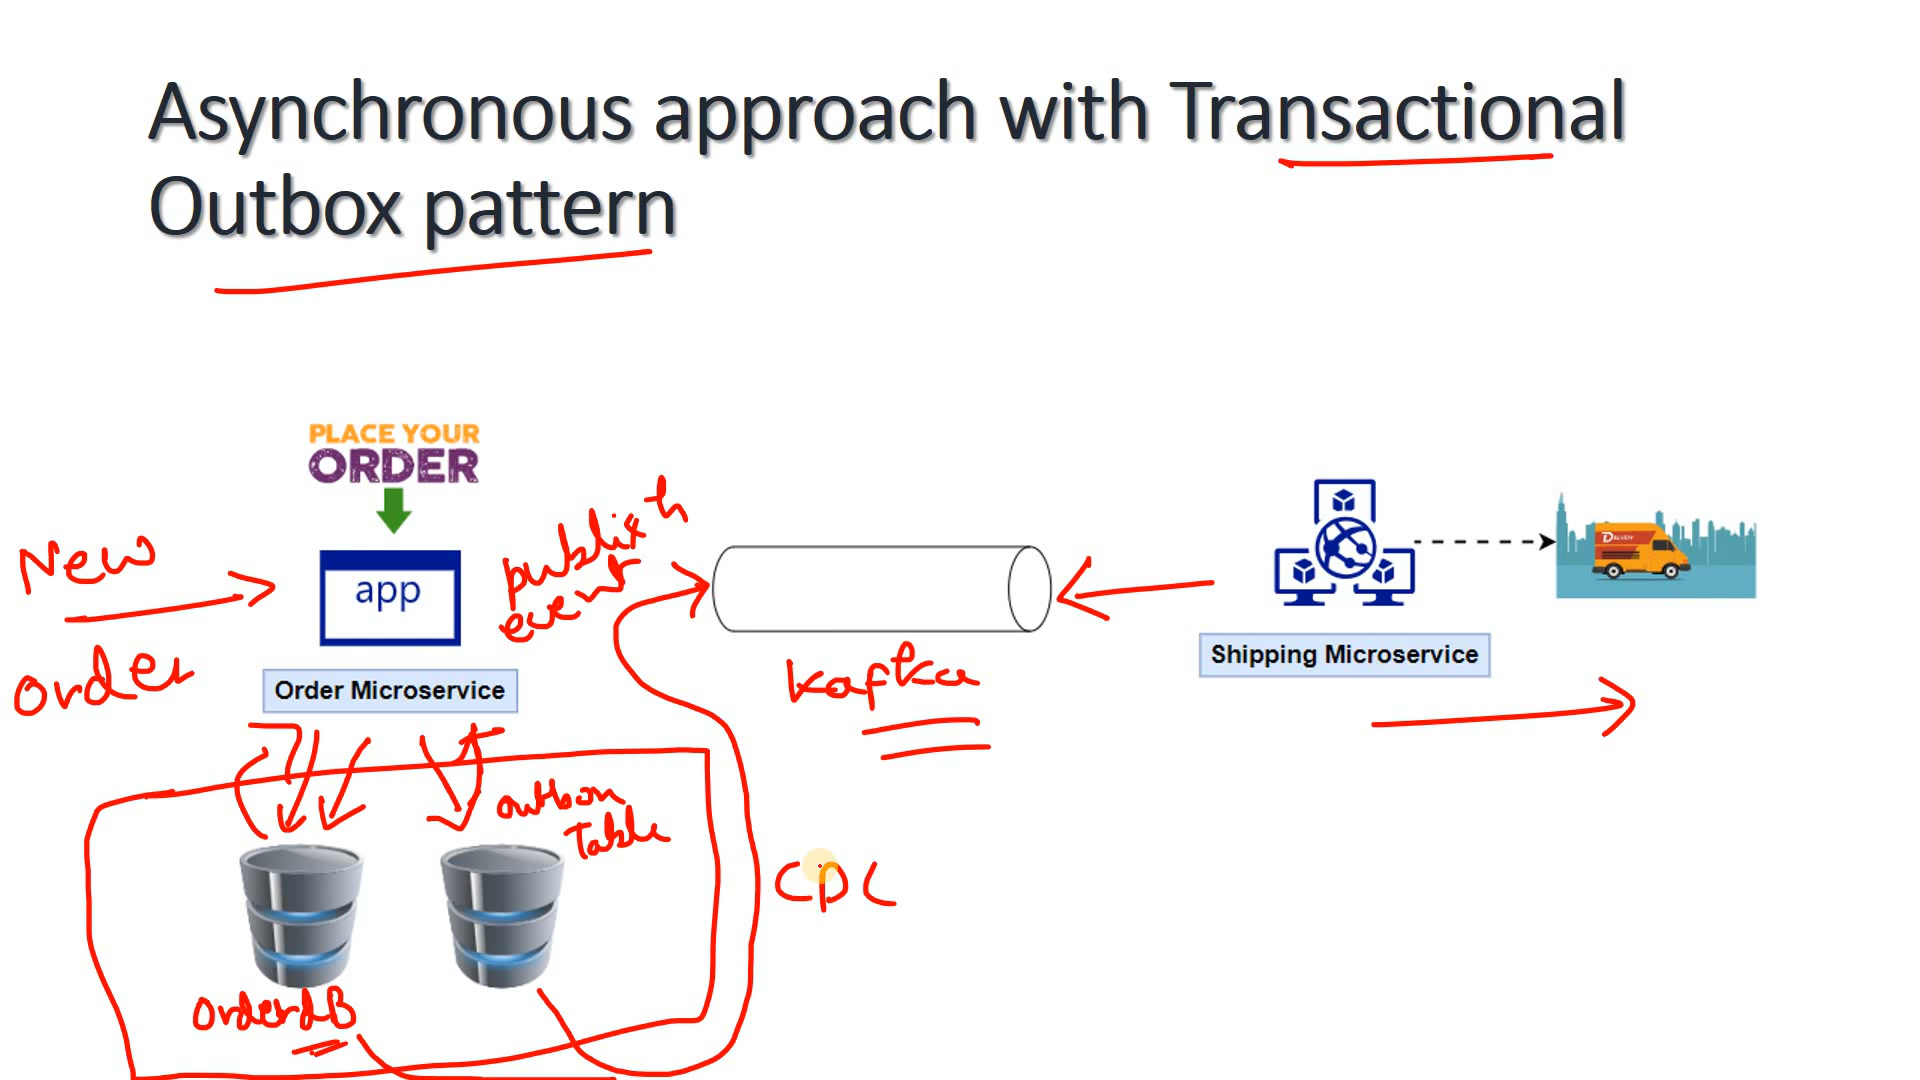 Asynchronous approach with Transactional
Outbox pattern
PLACE YOUR
ORDER
New
order
app
publish
event
Order Microservice
Kafka
Shipping Microservice
outbox
Table
CDC
OrderdB